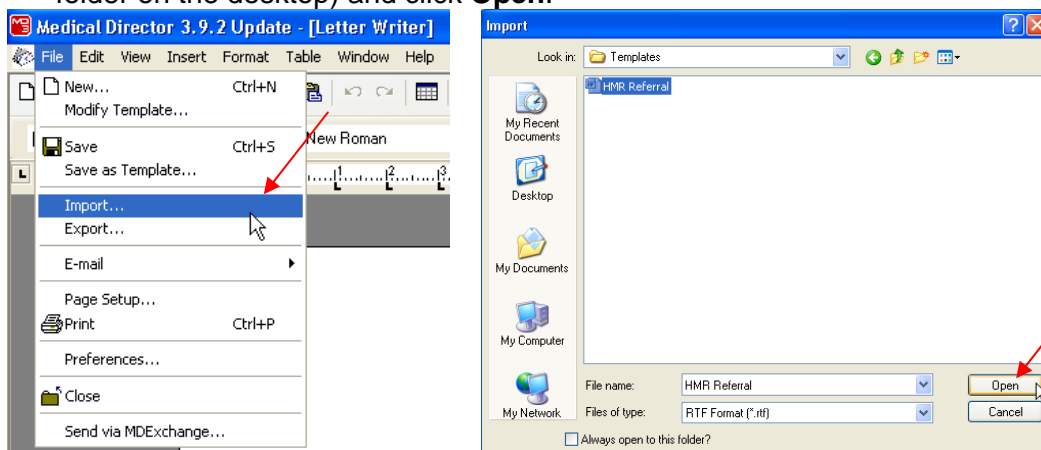 folder on the desktop) and click Open.
Medical Director 3.9.2 Update - [Letter Writer]
File Edit View Insert Format Table Window Help
New... Ctrl+N
Modify Template...
New Roman
Save Ctrl+S
Save as Template...
1 2 3
L
Import...
Export...
E-mail
Page Setup...
Print Ctrl+P
Preferences...
Close
Send via MDExchange...
Import
Look in: Templates
HMR Referral
My Recent
Documents
Desktop
My Documents
My Computer
My Network
File name: HMR Referral Open
Files of type: RTF Format (*.rtf) Cancel
Always open to this folder?